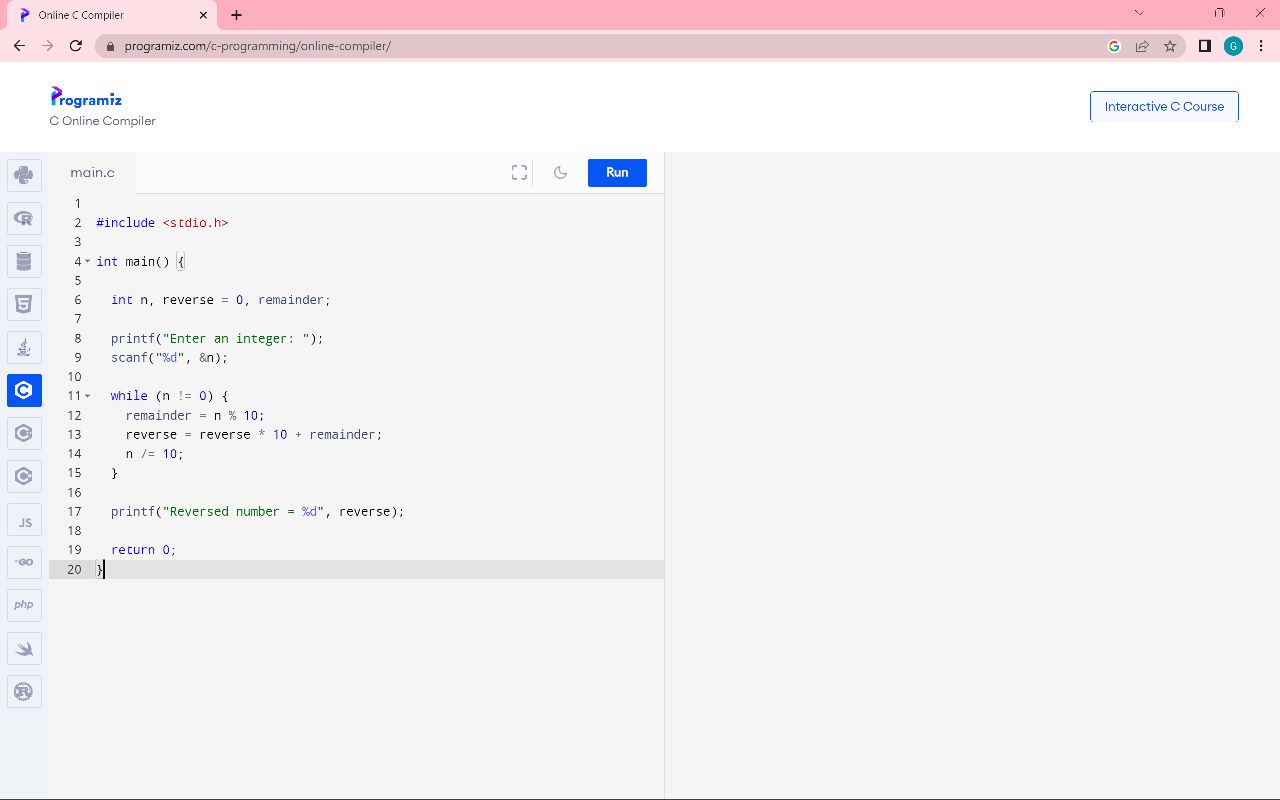 Online C Compiler
programiz.com/c-programming/online-compiler/
G
G
Programiz
C Online Compiler
Interactive C Course
main.c
Run
1
2 #include <stdio.h>
3
4 int main() {
5
6 int n, reverse = 0, remainder;
7
8 printf("Enter an integer: ");
9 scanf("%d", &n);
10
11 while (n != 0) {
12 remainder = n % 10;
13 reverse = reverse * 10 + remainder;
14 n /= 10;
15 }
16
17 printf("Reversed number = %d", reverse);
18
19 return 0;
20 }
R
5
C
C
C
JS
GO
php
R